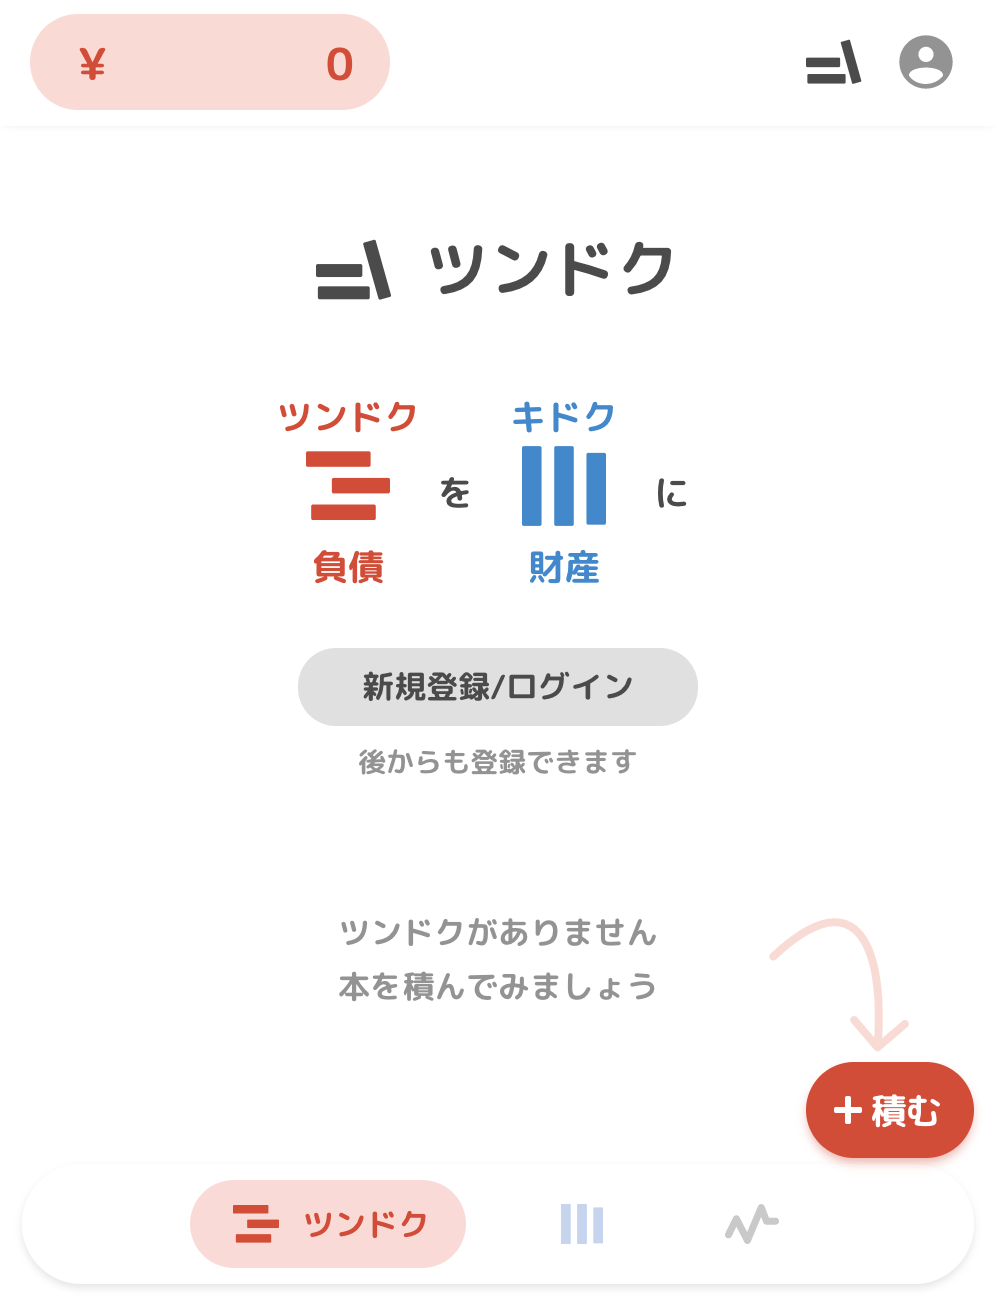 ¥ 0
ツンドク
ツンドク キドク
を に
負債 財産
新規登録/ログイン
後からも登録できます
ツンドクがありません
本を積んでみましょう
+積む
ツンドク